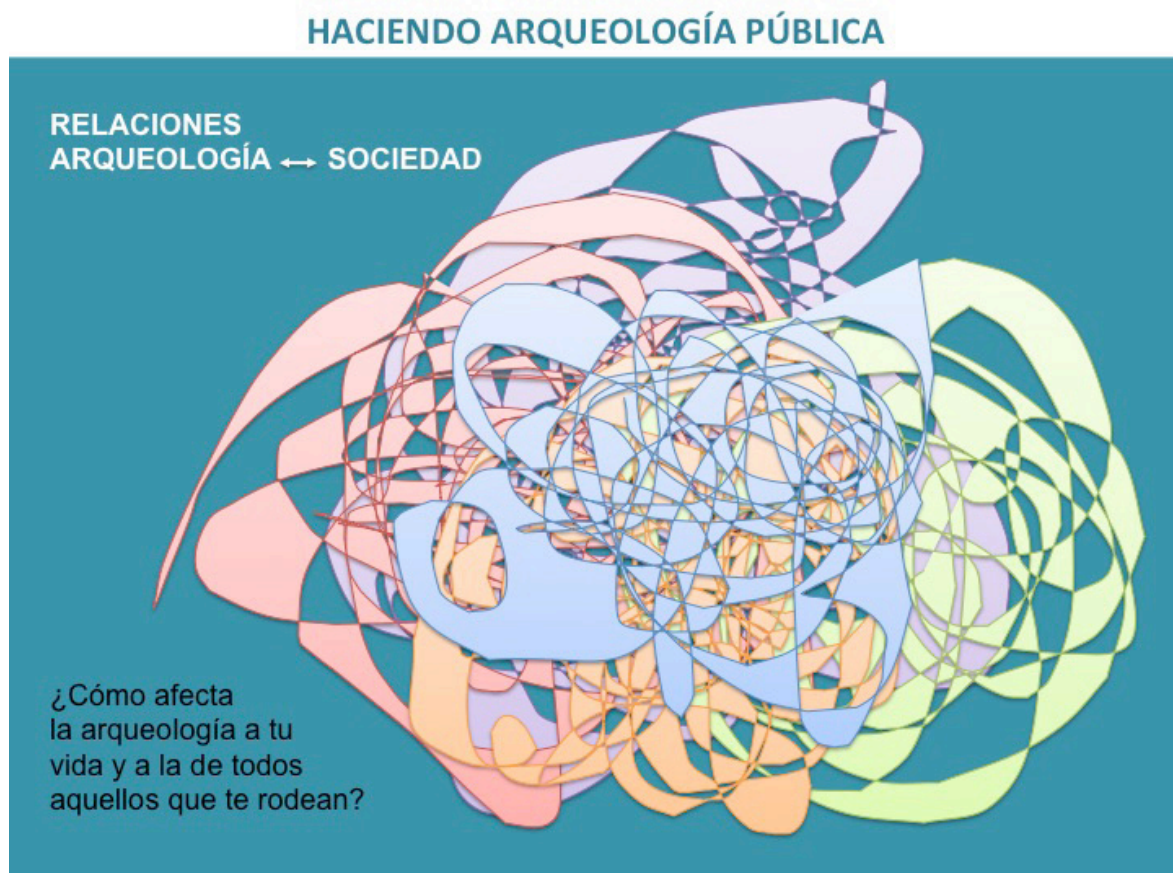 HACIENDO ARQUEOLOGÍA PÚBLICA
RELACIONES
ARQUEOLOGÍA ↔ SOCIEDAD
¿Cómo afecta
la arqueología a tu
vida y a la de todos
aquellos que te rodean?